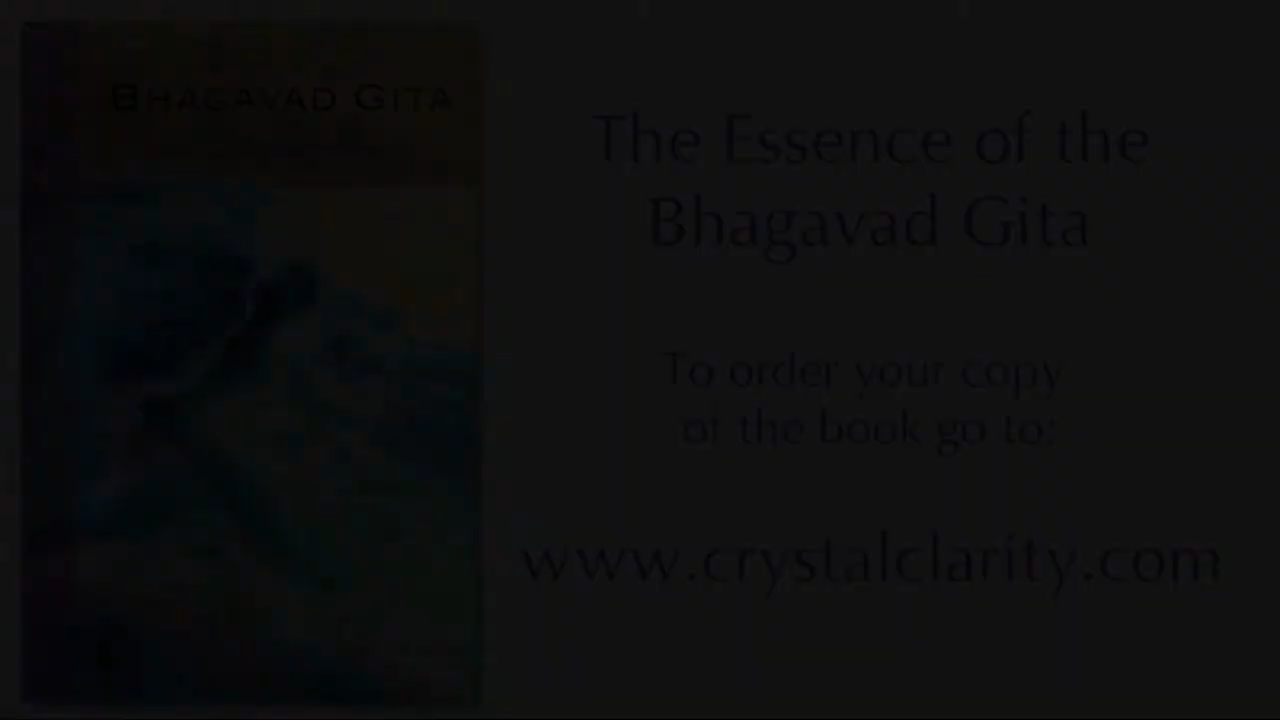 BHAGAVAD GITA
The Essence of the
Bhagavad Gita
To order your copy
of the book go to:
www.crystalclarity.com